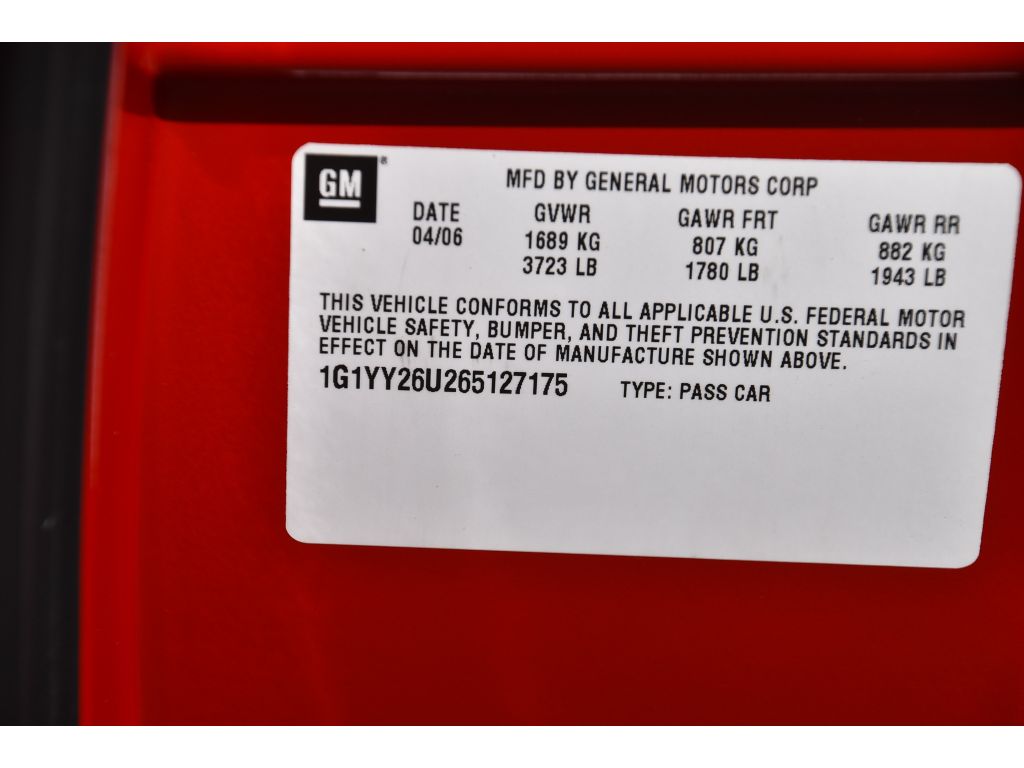 GM®
MFD BY GENERAL MOTORS CORP
DATE GVWR GAWR FRT GAWR RR
04/06 1689 KG 807 KG 882 KG
3723 LB 1780 LB 1943 LB
THIS VEHICLE CONFORMS TO ALL APPLICABLE U.S. FEDERAL MOTOR
VEHICLE SAFETY, BUMPER, AND THEFT PREVENTION STANDARDS IN
EFFECT ON THE DATE OF MANUFACTURE SHOWN ABOVE.
1G1YY26U265127175 TYPE: PASS CAR